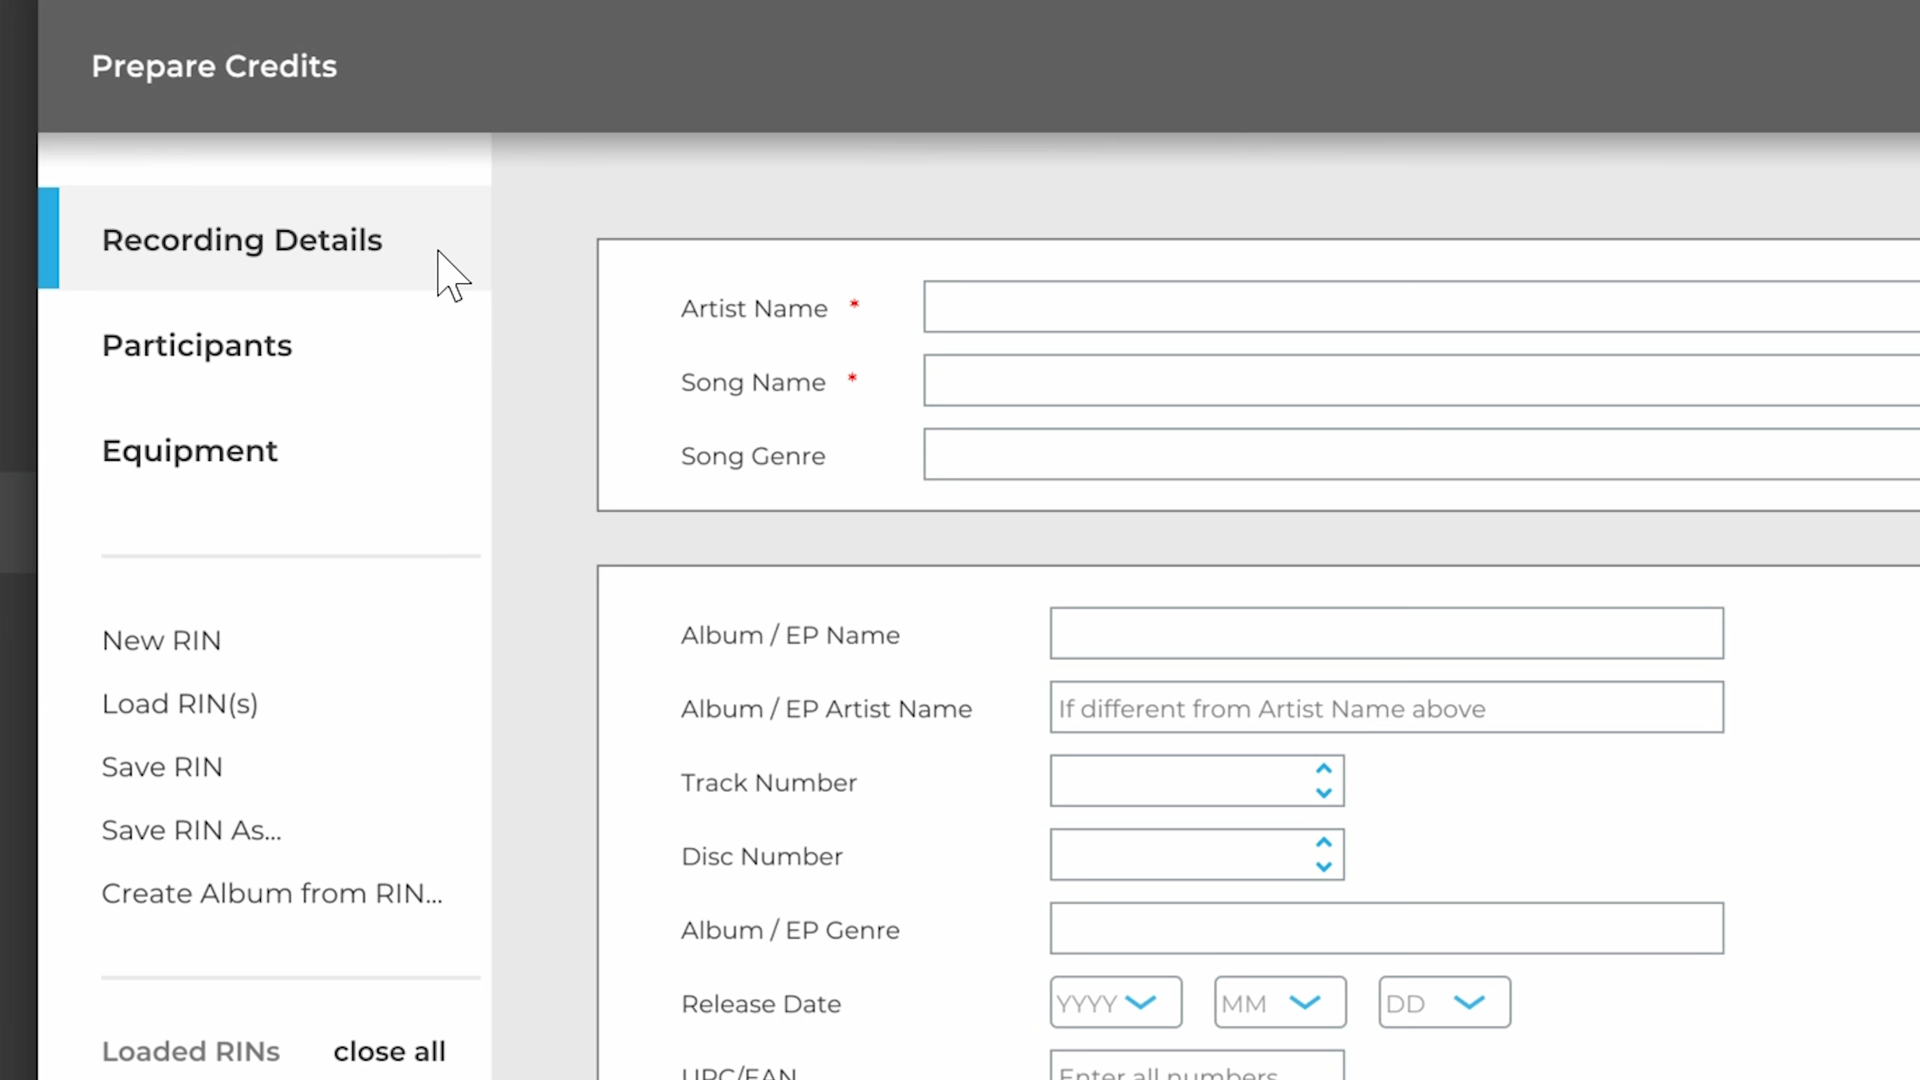 Prepare Credits
Recording Details
Participants
Equipment
New RIN
Load RIN(s)
Save RIN
Save RIN As...
Create Album from RIN...
Loaded RINs close all
Artist Name *
Song Name *
Song Genre
Album / EP Name
Album / EP Artist Name If different from Artist Name above
Track Number
Disc Number
Album / EP Genre
Release Date YYYY MM DD
UPC/EAN Enter all numbers